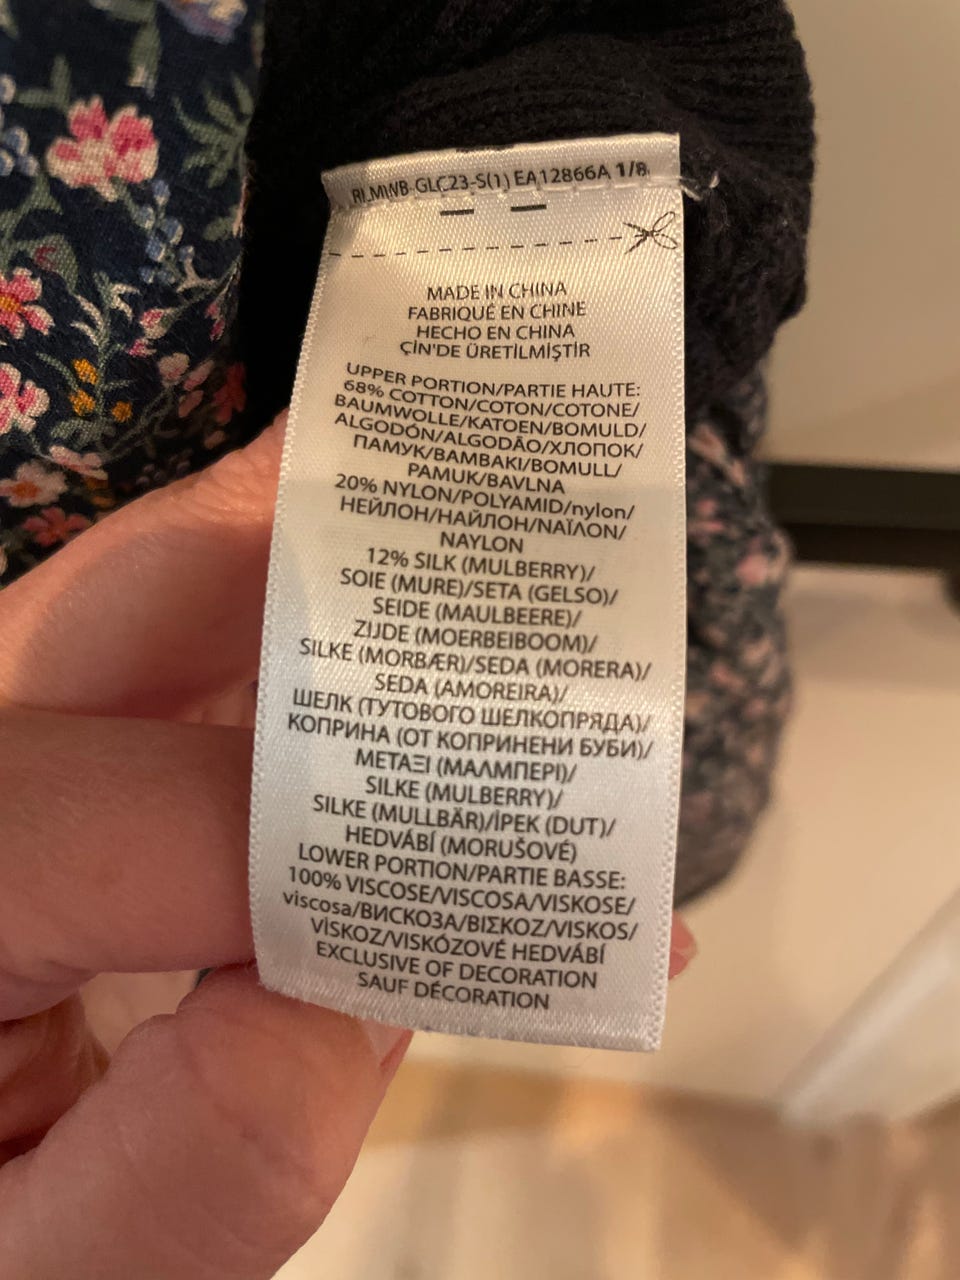 RLMWB GLC23-S(1) EA12866A 1/8
MADE IN CHINA
FABRIQUÉ EN CHINE
HECHO EN CHINA
ÇİN'DE ÜRETİLMİŞTİR
UPPER PORTION/PARTIE HAUTE:
68% COTTON/COTON/COTONE/
BAUMWOLLE/KATOEN/BOMULD/
ALGODÓN/ALGODÃO/ХЛОПОК/
ПАМУК/ΒΑΜΒΑΚΙ/BOMULL/
PAMUK/BAVLNA
20% NYLON/POLYAMID/nylon/
НЕЙЛОН/НАЙЛОН/ΝΑΪΛΟΝ/
NAYLON
12% SILK (MULBERRY)/
SOIE (MURE)/SETA (GELSO)/
SEIDE (MAULBEERE)/
ZIJDE (MOERBEIBOOM)/
SILKE (MORBÆR)/SEDA (MORERA)/
SEDA (AMOREIRA)/
ШЕЛК (ТУТОВОГО ШЕЛКОПРЯДА)/
КОПРИНА (ОТ КОПРИНЕНИ БУБИ)/
ΜΕΤΑΞΙ (ΜΑΛΜΠΕΡΙ)/
SILKE (MULBERRY)/
SILKE (MULLBÄR)/İPEK (DUT)/
HEDVÁBÍ (MORUŠOVÉ)
LOWER PORTION/PARTIE BASSE:
100% VISCOSE/VISCOSA/VISKOSE/
viscosa/ВИСКОЗА/ΒΙΣΚΟΖ/VISKOS/
VİSKOZ/VISKÓZOVÉ HEDVÁBÍ
EXCLUSIVE OF DECORATION
SAUF DÉCORATION